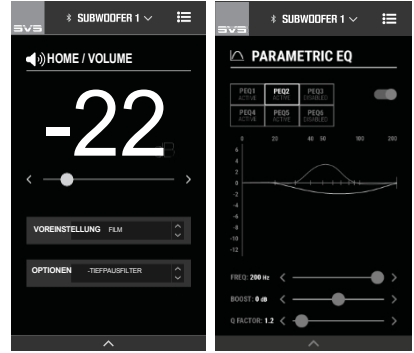 SVS
SUBWOOFER 1
HOME / VOLUME
-22
dB
VOREINSTELLUNG FILM
OPTIONEN -TIEFPAUSFILTER
SVS
SUBWOOFER 1
PARAMETRIC EQ
PEQ1 PEQ2 PEQ3
ACTIVE ACTIVE DISABLED
PEQ4 PEQ5 PEQ6
ACTIVE ACTIVE DISABLED
0 20 40 50 100 200
6
4
2
0
-2
-4
-6
-8
-10
-12
FREQ: 200 Hz
BOOST: 0 dB
Q FACTOR: 1.2